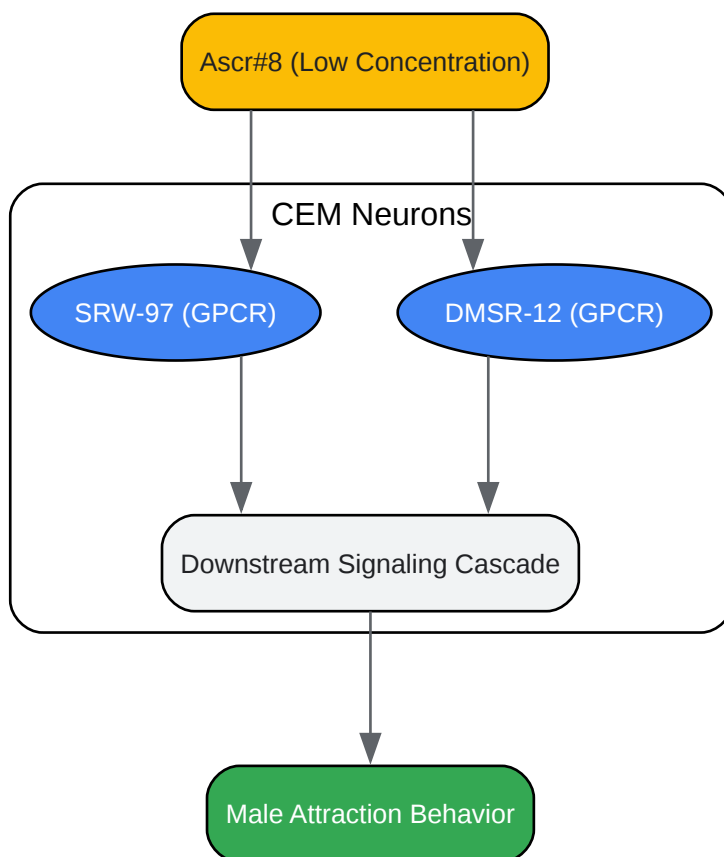 Ascr#8 (Low Concentration)
CEM Neurons
SRW-97 (GPCR)
DMSR-12 (GPCR)
Downstream Signaling Cascade
Male Attraction Behavior